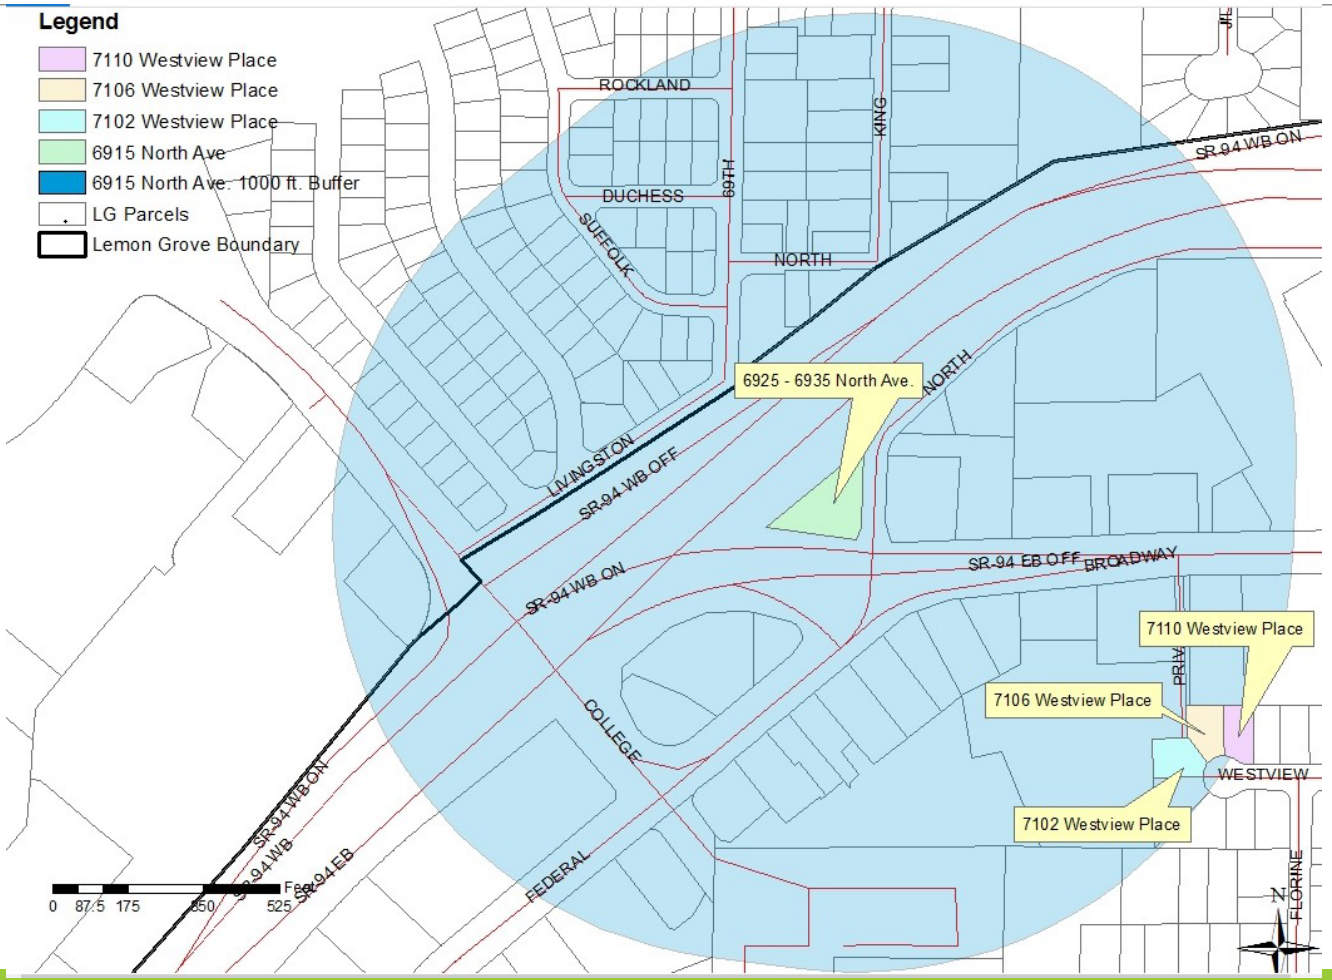 Legend
7110 Westview Place
7106 Westview Place
7102 Westview Place
6915 North Ave
6915 North Ave. 1000 ft. Buffer
LG Parcels
Lemon Grove Boundary
ROCKLAND
KING
SR-94 WB ON
69TH
DUCHESS
SUFFOLK
NORTH
6925 - 6935 North Ave.
NORTH
LIVINGSTON
SR-94 WB OFF
SR-94 EB OFF
BROADWAY
SR-94 WB ON
7110 Westview Place
PRIV
7106 Westview Place
COLLEGE
WESTVIEW
SR-94 WB ON
7102 Westview Place
SR-94 WB
SR-94 EB
FEDERAL
FLORINE
Feet
0 87.5 175 350 525
N